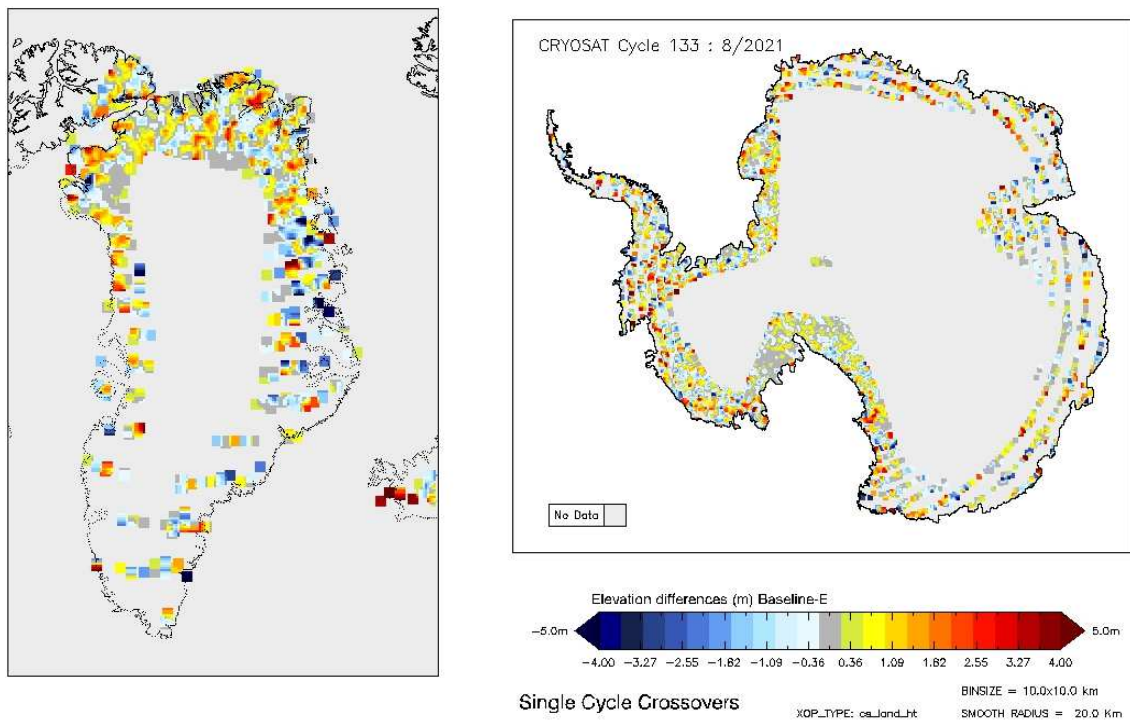 CRYOSAT Cycle 133 : 8/2021
No Data
Elevation differences (m) Baseline-E
-5.0m
5.0m
-4.00 -3.27 -2.55 -1.82 -1.09 -0.36 0.36 1.09 1.82 2.55 3.27 4.00
Single Cycle Crossovers
BINSIZE = 10.0x10.0 km
XOP_TYPE: cs_land_ht SMOOTH RADIUS = 20.0 Km